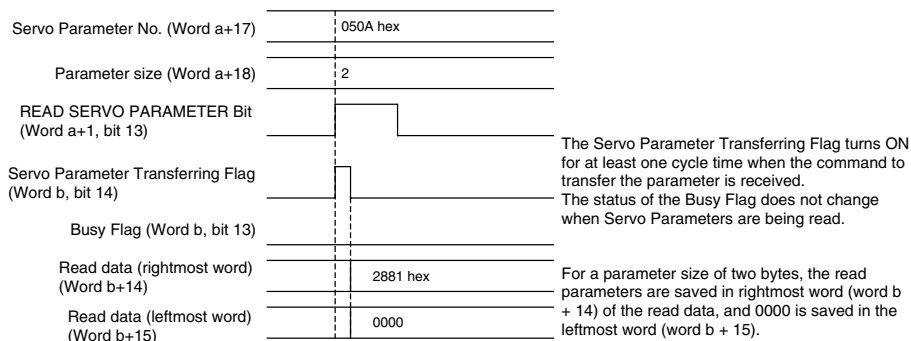 Servo Parameter No. (Word a+17)
050A hex
Parameter size (Word a+18)
2
READ SERVO PARAMETER Bit
(Word a+1, bit 13)
Servo Parameter Transferring Flag
(Word b, bit 14)
Busy Flag (Word b, bit 13)
Read data (rightmost word)
(Word b+14)
2881 hex
Read data (leftmost word)
(Word b+15)
0000
The Servo Parameter Transferring Flag turns ON
for at least one cycle time when the command to
transfer the parameter is received.
The status of the Busy Flag does not change
when Servo Parameters are being read.
For a parameter size of two bytes, the read
parameters are saved in rightmost word (word b
+ 14) of the read data, and 0000 is saved in the
leftmost word (word b + 15).